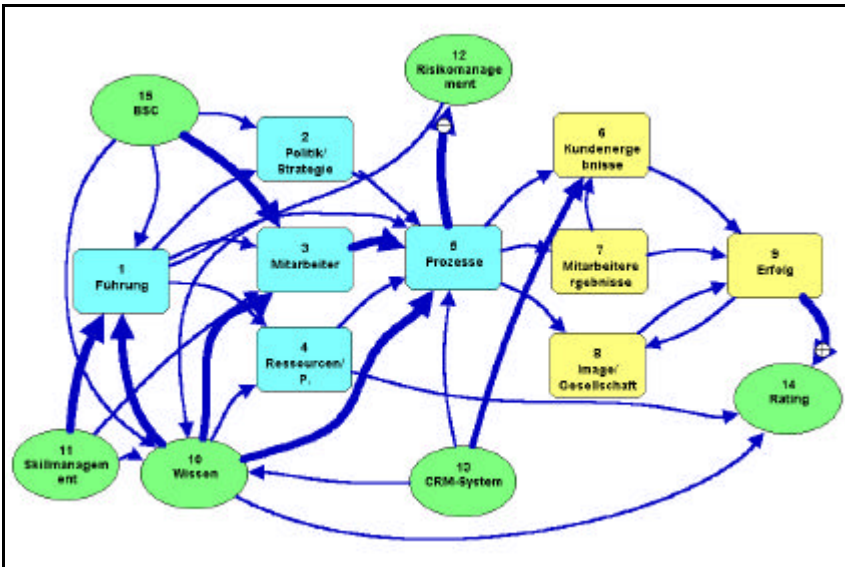 12
Risikomanage
ment
15
BSC
2
Politik/
Strategie
6
Kundenerge
bnisse
1
Führung
3
Mitarbeiter
5
Prozesse
7
Mitarbeitere
rgebnisse
9
Erfolg
4
Ressourcen/
P.
8
Image/
Gesellschaft
14
Rating
11
Skillmanagem
ent
10
Wissen
13
CRM-System